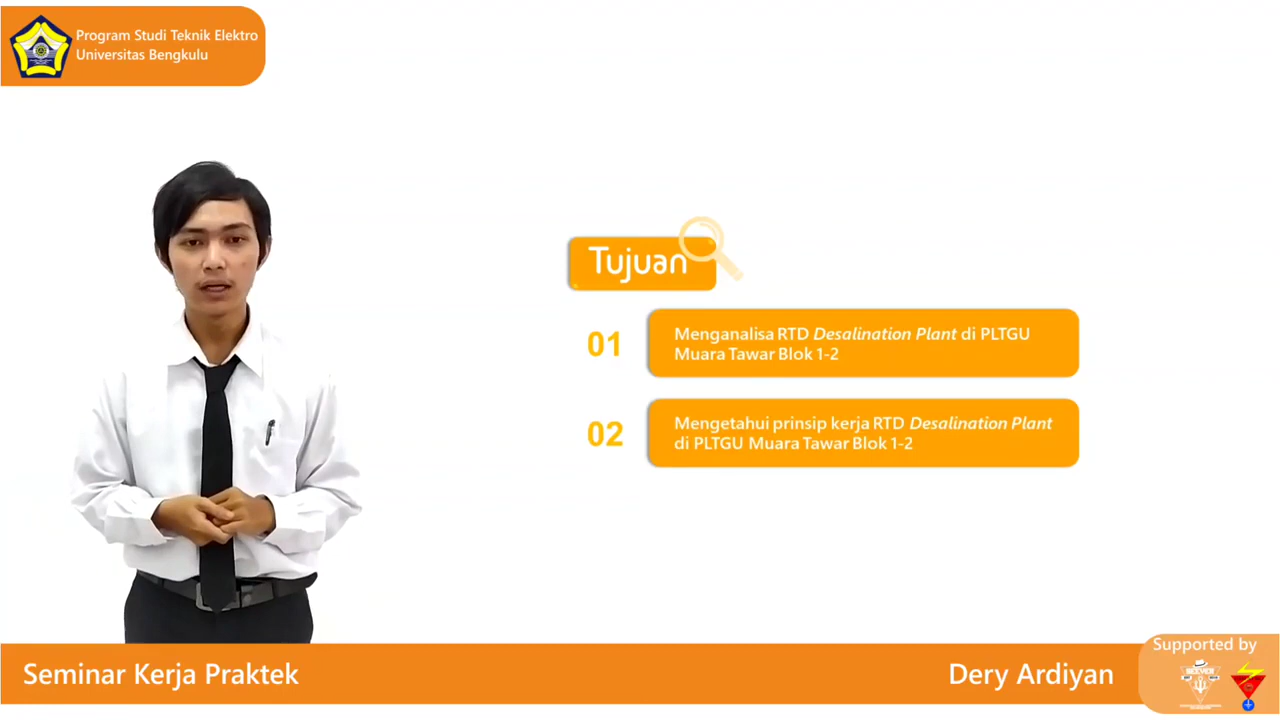 Program Studi Teknik Elektro
Universitas Bengkulu
Tujuan
01
Menganalisa RTD Desalination Plant di PLTGU
Muara Tawar Blok 1-2
02
Mengetahui prinsip kerja RTD Desalination Plant
di PLTGU Muara Tawar Blok 1-2
Seminar Kerja Praktek
Dery Ardiyan
Supported by